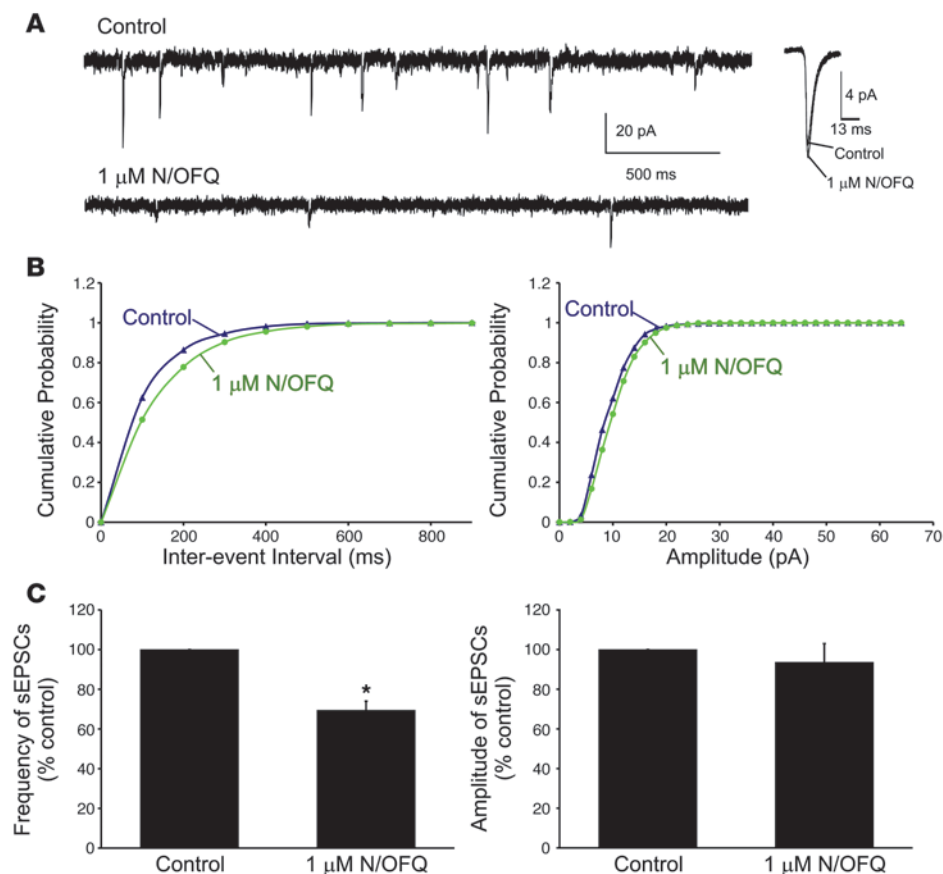 A
Control
20 pA
500 ms
4 pA
13 ms
Control
1 μM N/OFQ
1 μM N/OFQ
B
Cumulative Probability
1.2
1
0.8
0.6
0.4
0.2
0
Control
1 μM N/OFQ
0 200 400 600 800
Inter-event Interval (ms)
Cumulative Probability
1.2
1
0.8
0.6
0.4
0.2
0
Control
1 μM N/OFQ
0 10 20 30 40 50 60 70
Amplitude (pA)
C
Frequency of sEPSCs
(% control)
120
100
80
60
40
20
0
*
Control 1 μM N/OFQ
Amplitude of sEPSCs
(% control)
120
100
80
60
40
20
0
Control 1 μM N/OFQ